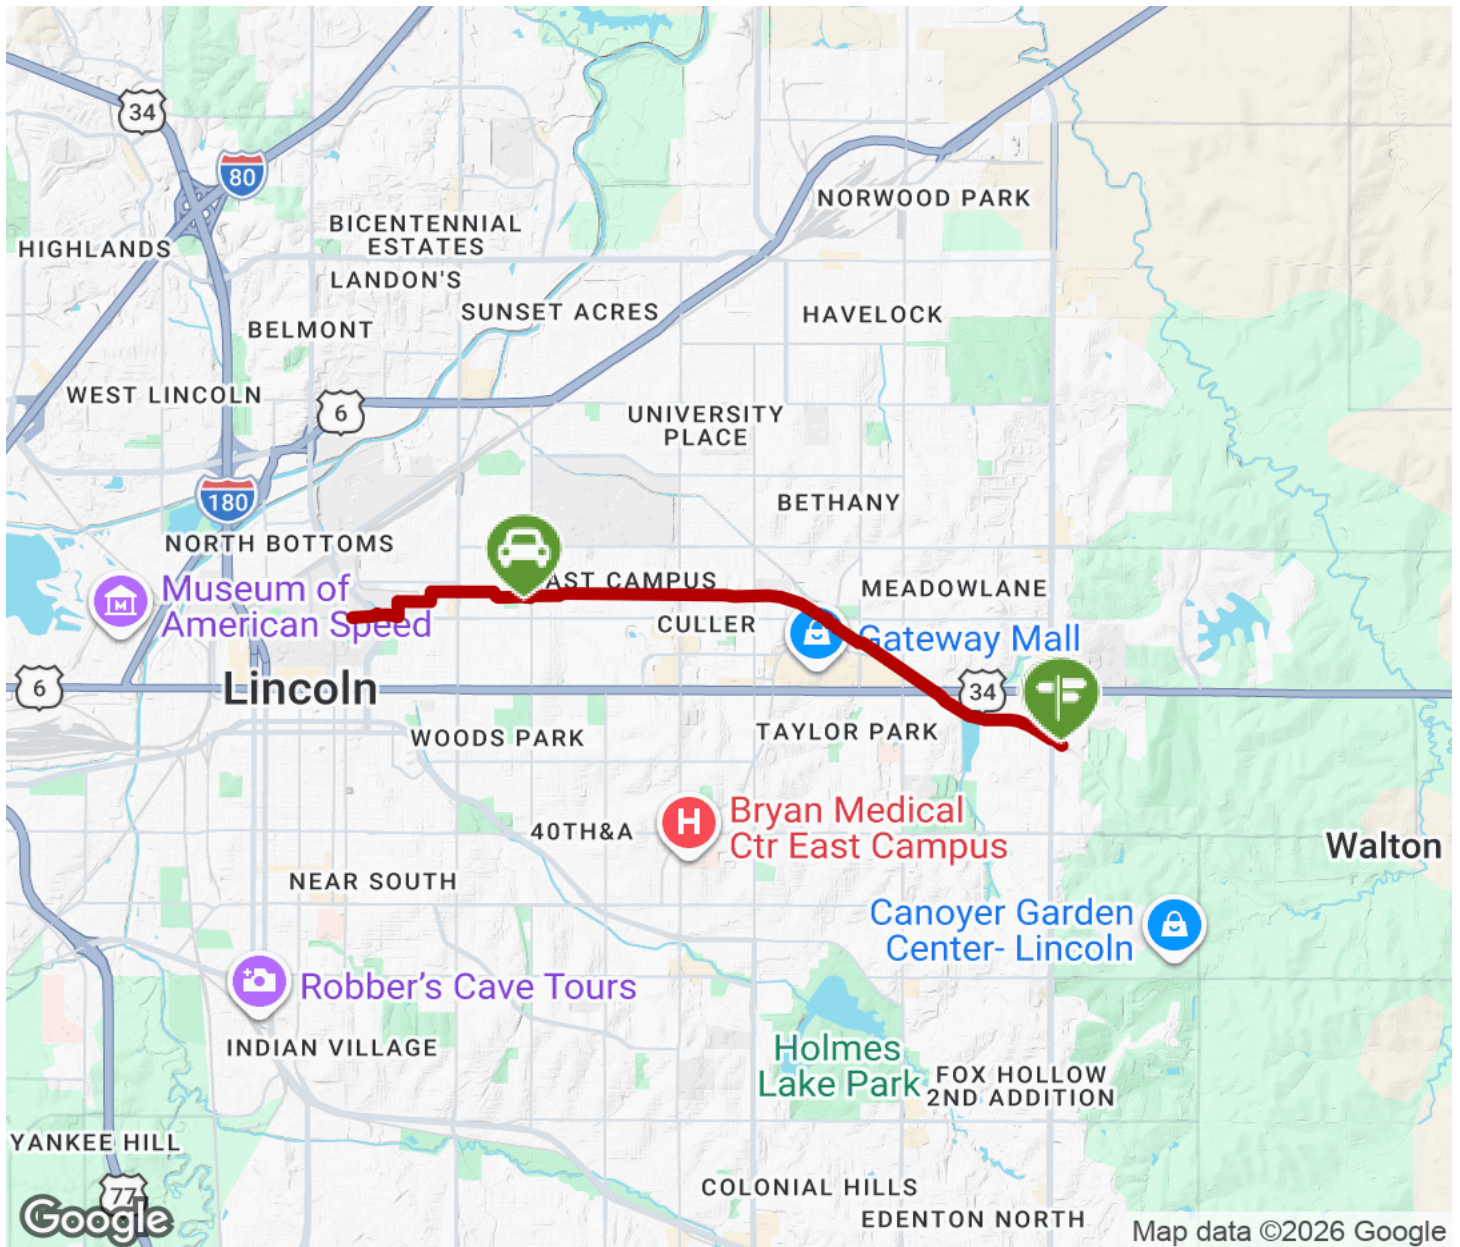 34
80
NORWOOD PARK
BICENTENNIAL
ESTATES
HIGHLANDS
LANDON'S
SUNSET ACRES
HAVELOCK
BELMONT
WEST LINCOLN
6
UNIVERSITY
PLACE
180
BETHANY
NORTH BOTTOMS
AST CAMPUS
MEADOWLANE
Museum of
American Speed
CULLER
Gateway Mall
6
Lincoln
34
WOODS PARK
TAYLOR PARK
40TH&A
H
Bryan Medical
Ctr East Campus
Walton
NEAR SOUTH
Canoyer Garden
Center- Lincoln
Robber's Cave Tours
INDIAN VILLAGE
Holmes
Lake Park
FOX HOLLOW
2ND ADDITION
YANKEE HILL
77
COLONIAL HILLS
EDENTON NORTH
Google
Map data ©2026 Google